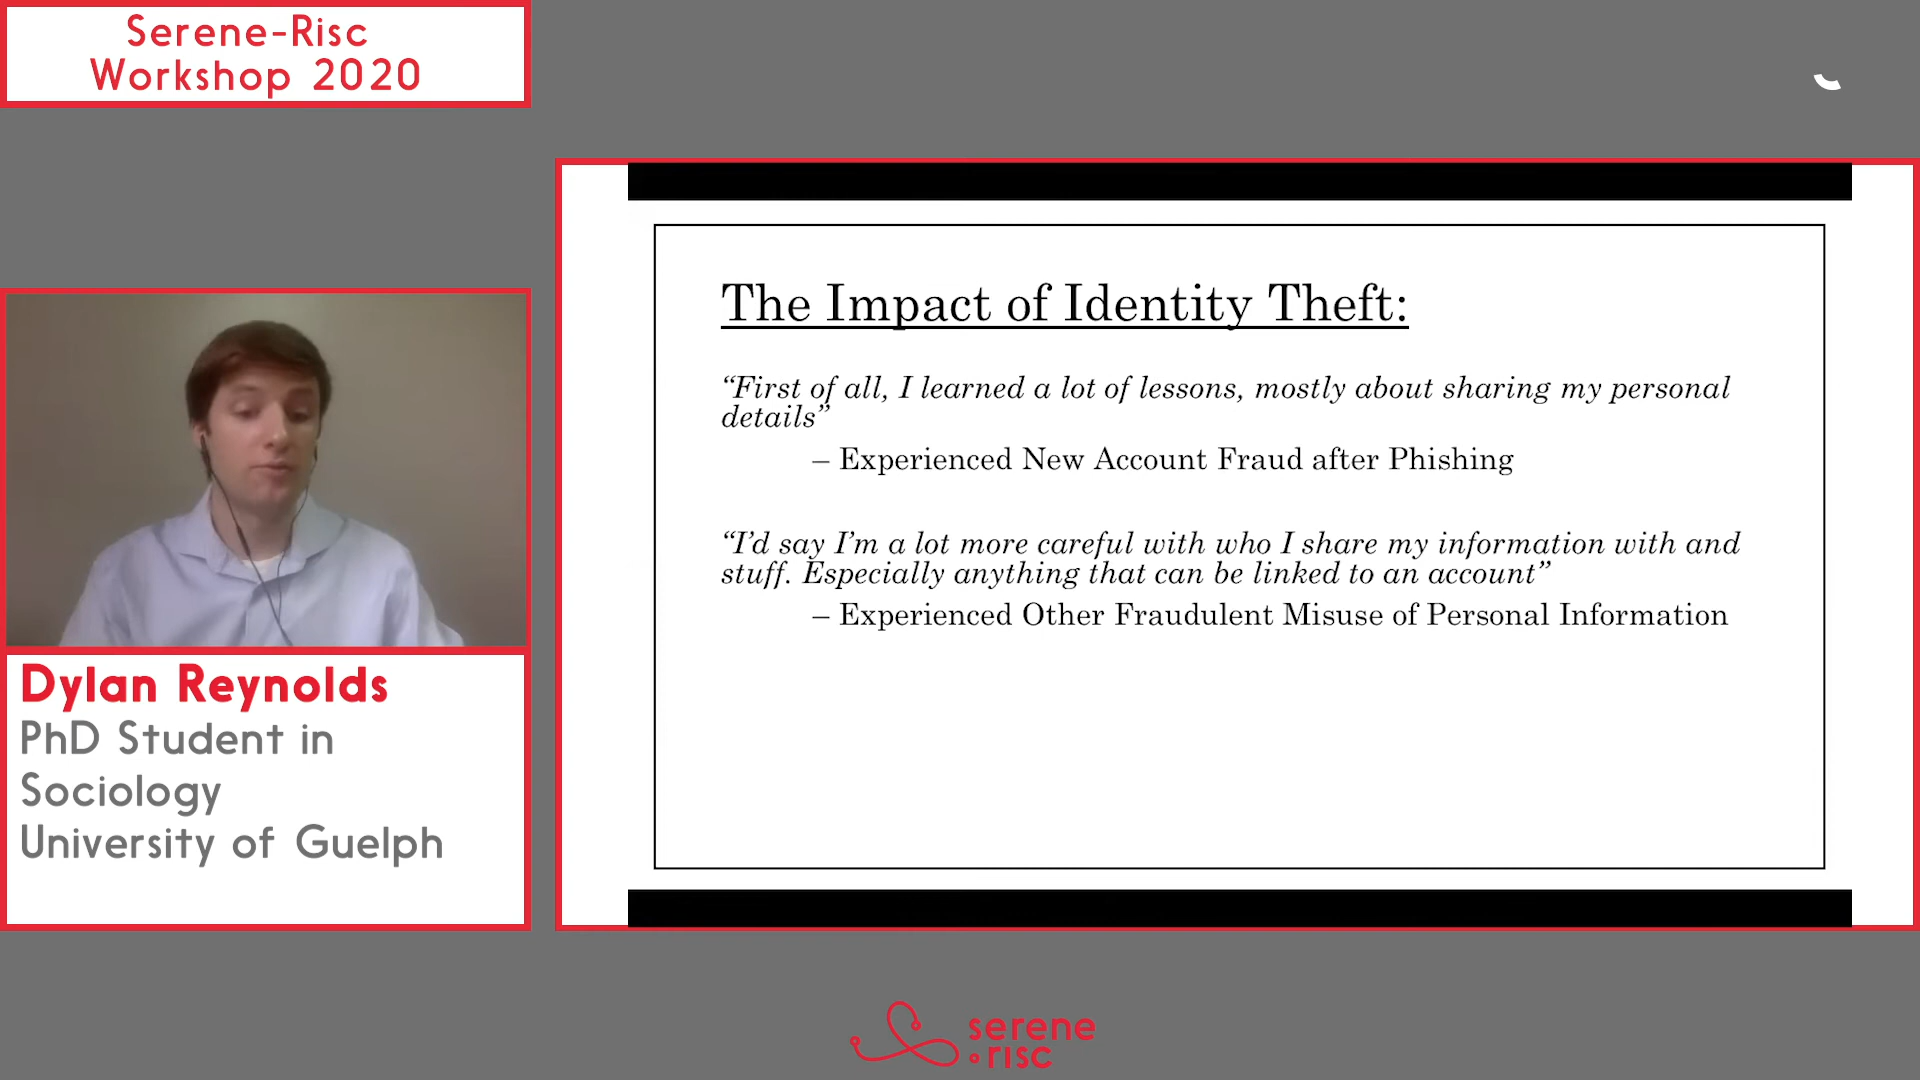 Serene-Risc
Workshop 2020
The Impact of Identity Theft:
“First of all, I learned a lot of lessons, mostly about sharing my personal
details”
– Experienced New Account Fraud after Phishing
“I’d say I’m a lot more careful with who I share my information with and
stuff. Especially anything that can be linked to an account”
– Experienced Other Fraudulent Misuse of Personal Information
Dylan Reynolds
PhD Student in
Sociology
University of Guelph
serene
risc